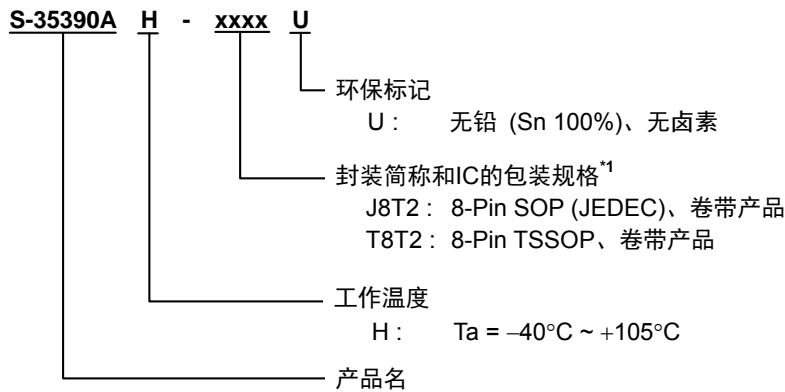 S-35390A H - xxxx U
环保标记
U : 无铅 (Sn 100%)、无卤素
封装简称和IC的包装规格*1
J8T2 : 8-Pin SOP (JEDEC)、卷带产品
T8T2 : 8-Pin TSSOP、卷带产品
工作温度
H : Ta = −40°C ~ +105°C
产品名